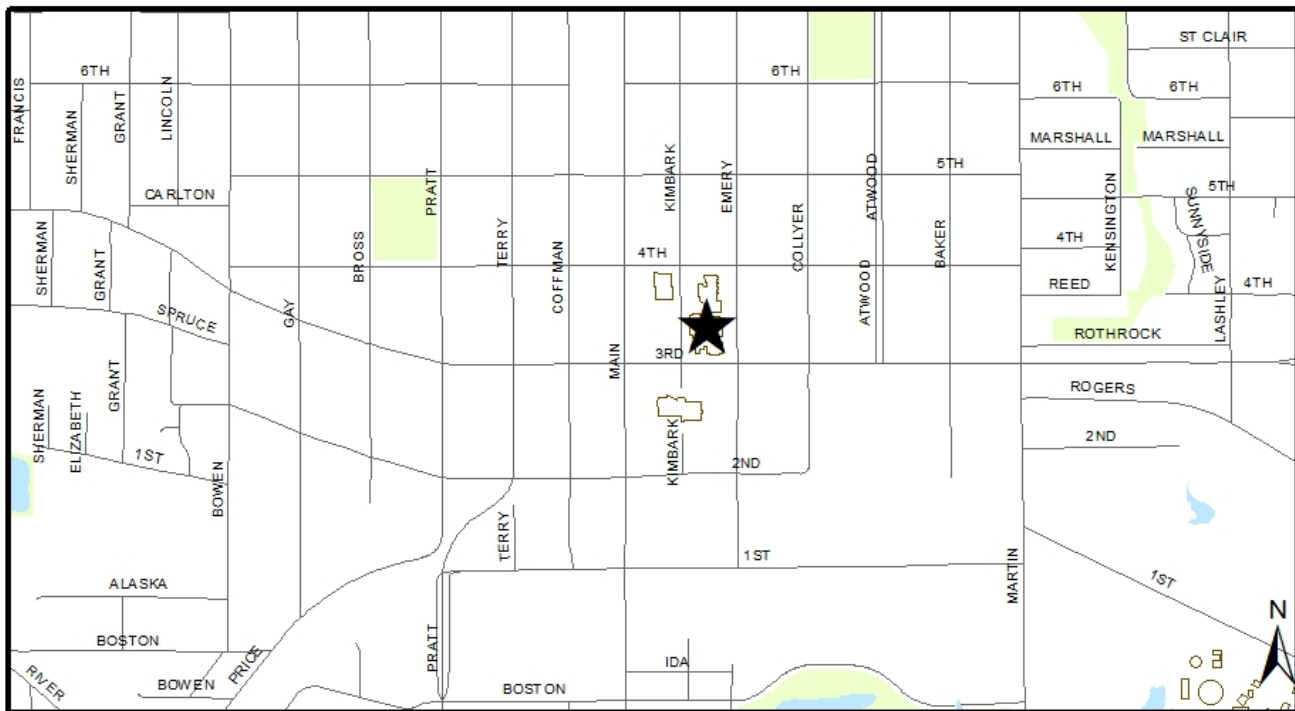 ST CLAIR
6TH
6TH
6TH
6TH
FRANCIS
SHERMAN
GRANT
LINCOLN
MARSHALL
MARSHALL
KIMBARK
EMERY
ATWOOD
5TH
CARLTON
PRATT
KENSINGTON
5TH
SUNNYSIDE
SHERMAN
GRANT
BROSS
TERRY
COFFMAN
4TH
COLLYER
ATWOOD
BAKER
4TH
REED
4TH
LASHLEY
SPRUCE
GAY
MAIN
3RD
ROTHROCK
SHERMAN
ELIZABETH
GRANT
ROGERS
1ST
BOWEN
KIMBARK
2ND
2ND
TERRY
1ST
MARTIN
1ST
ALASKA
N
BOSTON
PRICE
PRATT
IDA
RIVER
BOWEN
BOSTON